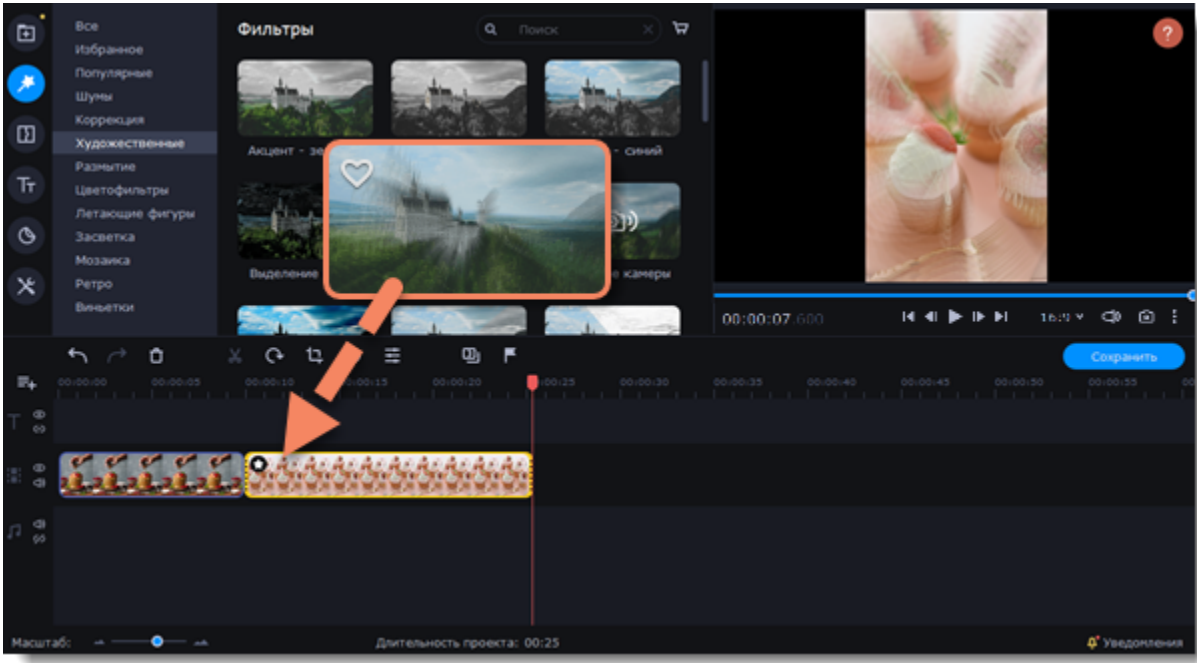 Все
Избранное
Популярные
Шумы
Коррекция
Художественные
Размытие
Цветофильтры
Летающие фигуры
Засветка
Мозаика
Ретро
Виньетки
Фильтры
Поиск
Акцент - зе
- синий
Выделение
е камеры
?
00:00:07.600
16:9
Сохранить
00:00:00 00:00:05 00:00:10 00:00:15 00:00:20 00:00:25 00:00:30 00:00:35 00:00:40 00:00:45 00:00:50 00:00:55
Масштаб:
Длительность проекта: 00:25
Уведомления